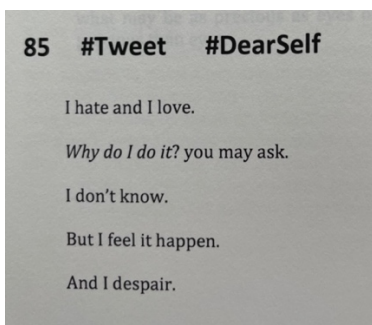 85 #Tweet #DearSelf
I hate and I love.
Why do I do it? you may ask.
I don't know.
But I feel it happen.
And I despair.